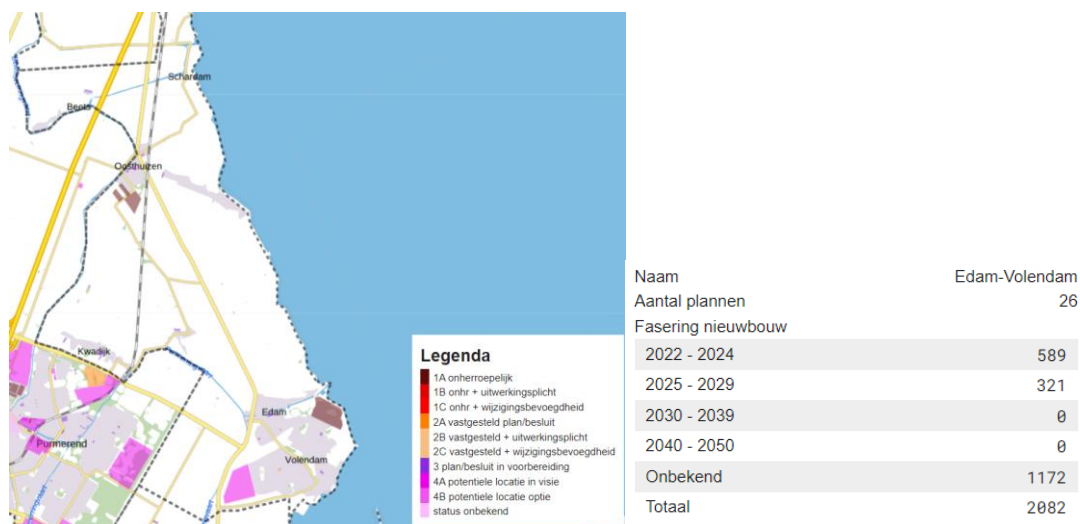 Schardam
Beets
Oosthuizen
Kwadijk
Edam
Purmerend
Volendam
Legenda
1A onherroepelijk
1B onhr + uitwerkingsplicht
1C onhr + wijzigingsbevoegdheid
2A vastgesteld plan/besluit
2B vastgesteld + uitwerkingsplicht
2C vastgesteld + wijzigingsbevoegdheid
3 plan/besluit in voorbereiding
4A potentiele locatie in visie
4B potentiele locatie optie
status onbekend
Naam Edam-Volendam
Aantal plannen 26
Fasering nieuwbouw
2022 - 2024 589
2025 - 2029 321
2030 - 2039 0
2040 - 2050 0
Onbekend 1172
Totaal 2082